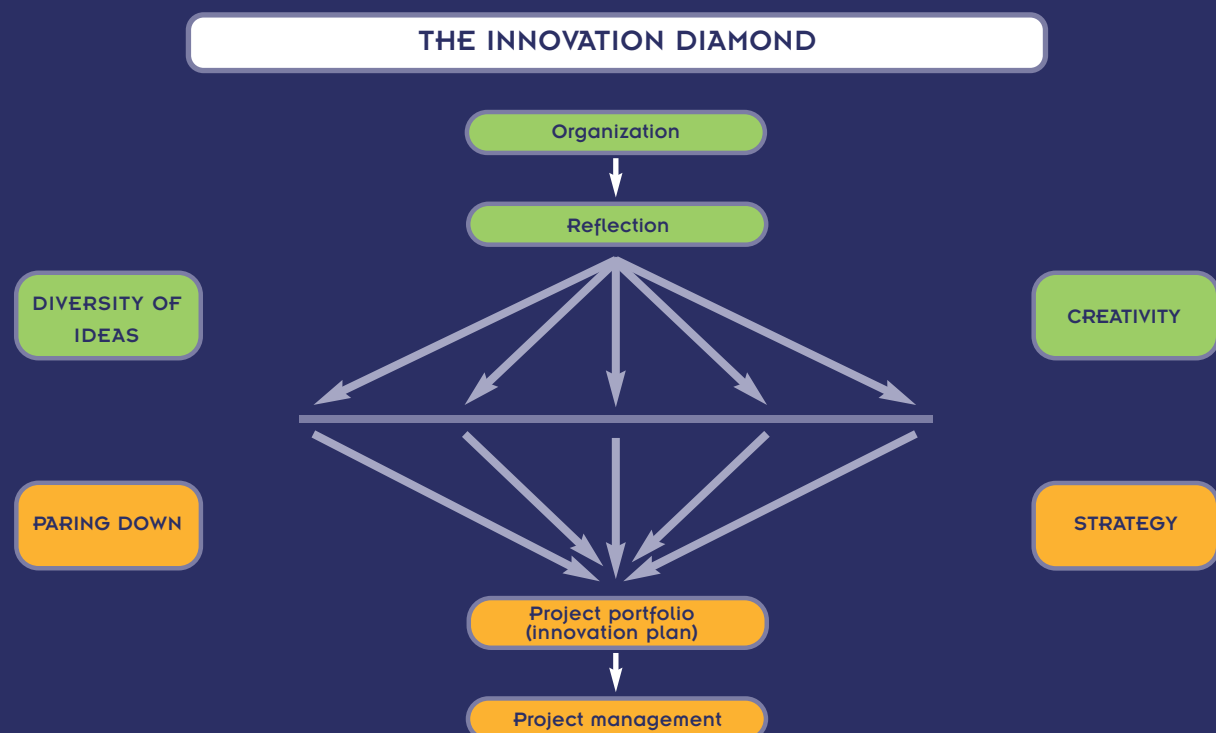 THE INNOVATION DIAMOND
Organization
Reflection
DIVERSITY OF
IDEAS
CREATIVITY
PARING DOWN
STRATEGY
Project portfolio
(innovation plan)
Project management